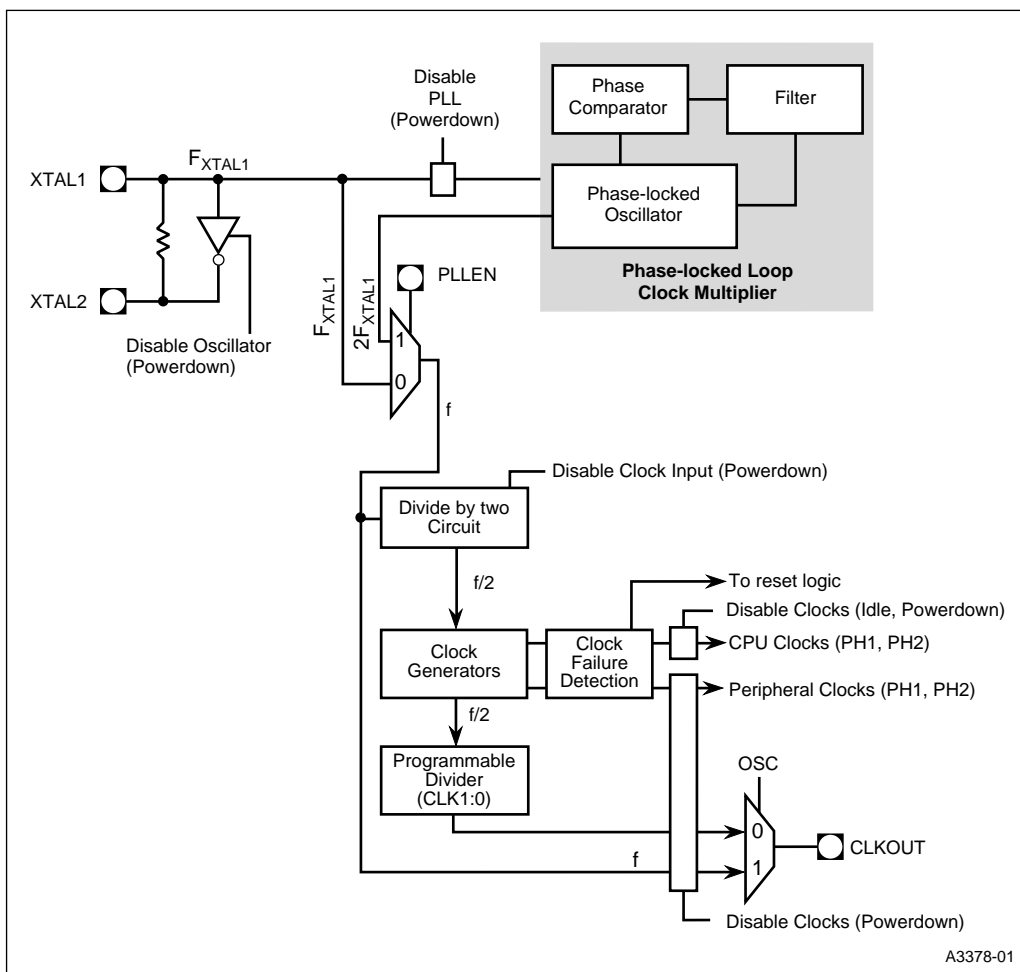 Disable
PLL
(Powerdown)
Phase
Comparator
Filter
XTAL1
FXTAL1
Phase-locked
Oscillator
Phase-locked Loop
Clock Multiplier
XTAL2
Disable Oscillator
(Powerdown)
FXTAL1
2FXTAL1
PLLEN
1
0
f
Disable Clock Input (Powerdown)
Divide by two
Circuit
f/2
To reset logic
Disable Clocks (Idle, Powerdown)
Clock
Generators
Clock
Failure
Detection
CPU Clocks (PH1, PH2)
Peripheral Clocks (PH1, PH2)
f/2
Programmable
Divider
(CLK1:0)
OSC
0
1
CLKOUT
f
Disable Clocks (Powerdown)
A3378-01